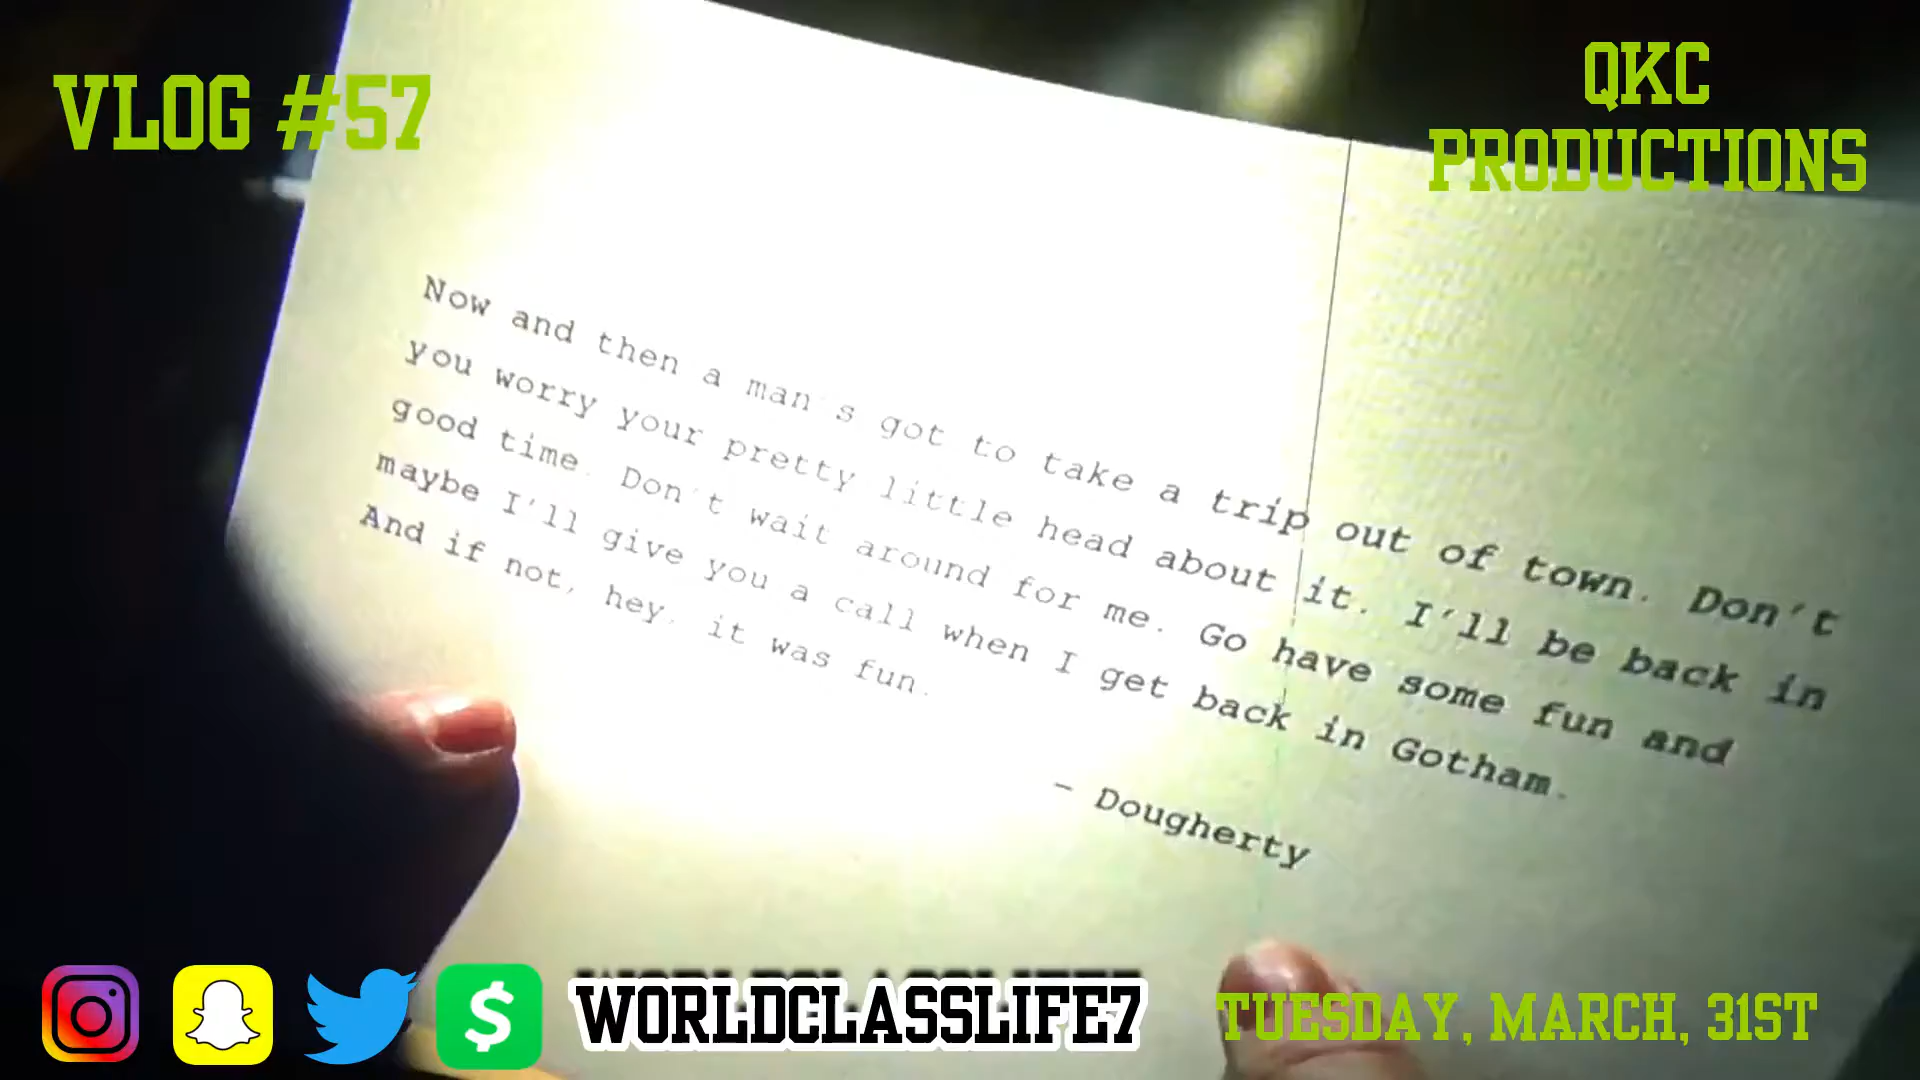 VLOG #57
QKC
PRODUCTIONS
Now and then a man's got to take a trip out of town. Don't
you worry your pretty little head about it. I'll be back in
good time. Don't wait around for me. Go have some fun and
maybe I'll give you a call when I get back in Gotham.
And if not, hey, it was fun.
- Dougherty
$
WORLDCLASSLIFE7
TUESDAY, MARCH, 31ST